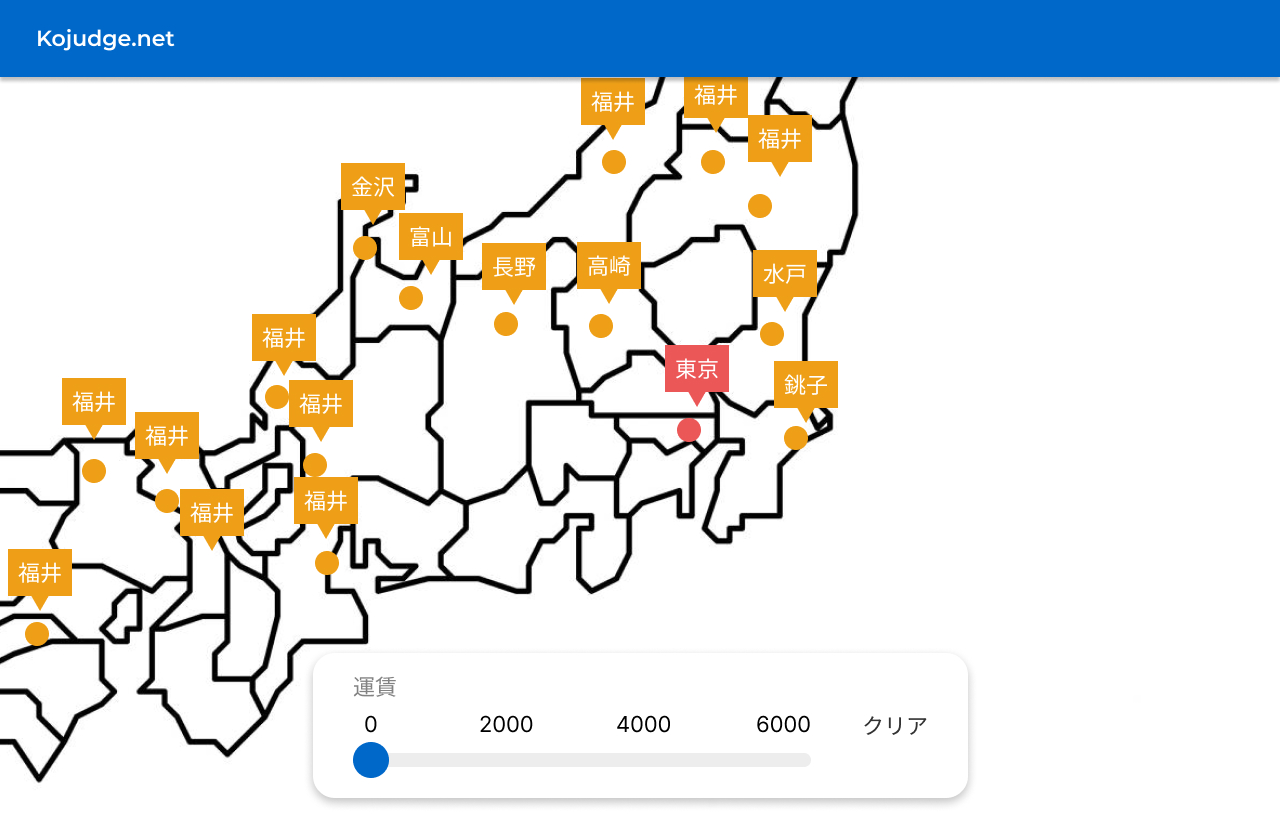 Kojudge.net
福井
福井
福井
金沢
富山
長野
高崎
水戸
福井
東京
銚子
福井
福井
福井
福井
福井
福井
運賃
0 2000 4000 6000 クリア